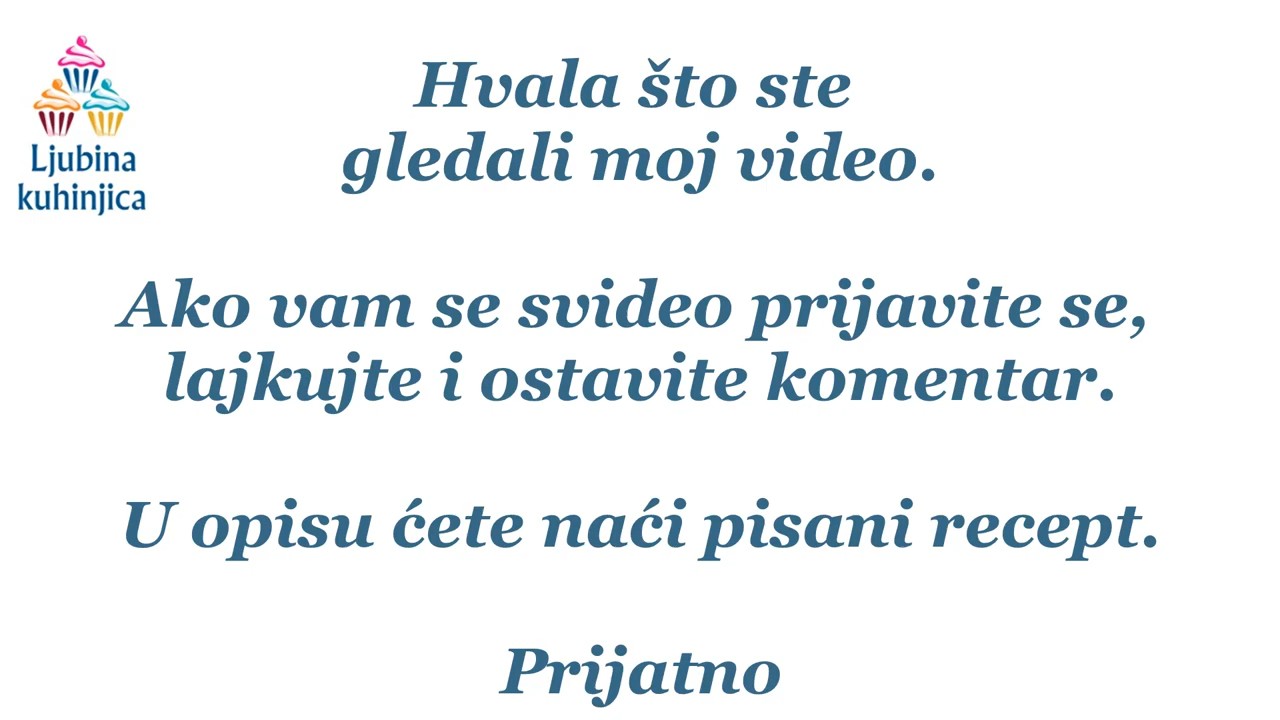 Ljubina
kuhinjica
Hvala što ste
gledali moj video.
Ako vam se svideo prijavite se,
lajkujte i ostavite komentar.
U opisu ćete naći pisani recept.
Prijatno